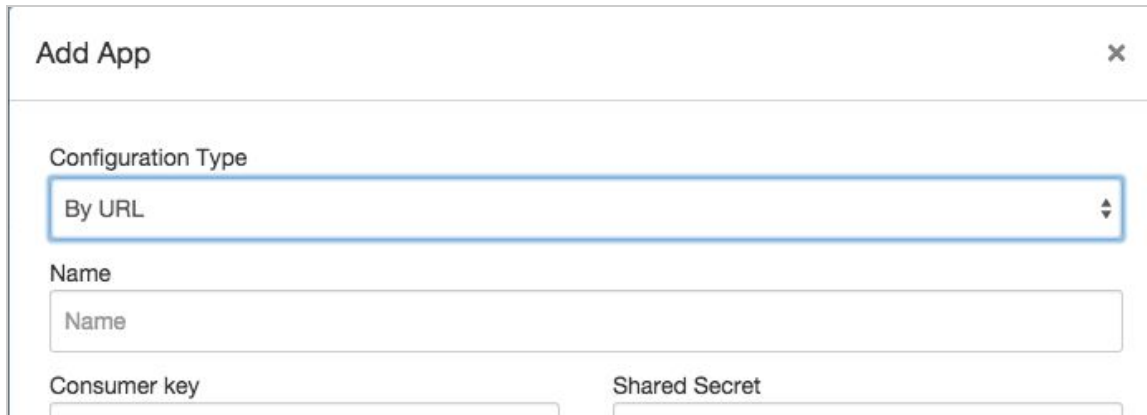 Add App
Configuration Type
By URL
Name
Name
Consumer key
Shared Secret